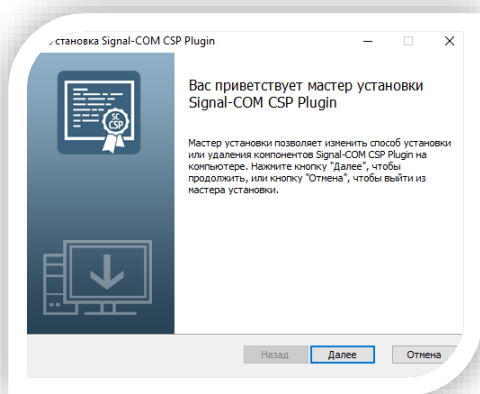 становка Signal-COM CSP Plugin
Вас приветствует мастер установки
Signal-COM CSP Plugin
SC
CSP
Мастер установки позволяет изменить способ установки
или удаления компонентов Signal-COM CSP Plugin на
компьютере. Нажмите кнопку "Далее", чтобы
продолжить, или кнопку "Отмена", чтобы выйти из
мастера установки.
Назад
Далее
Отмена